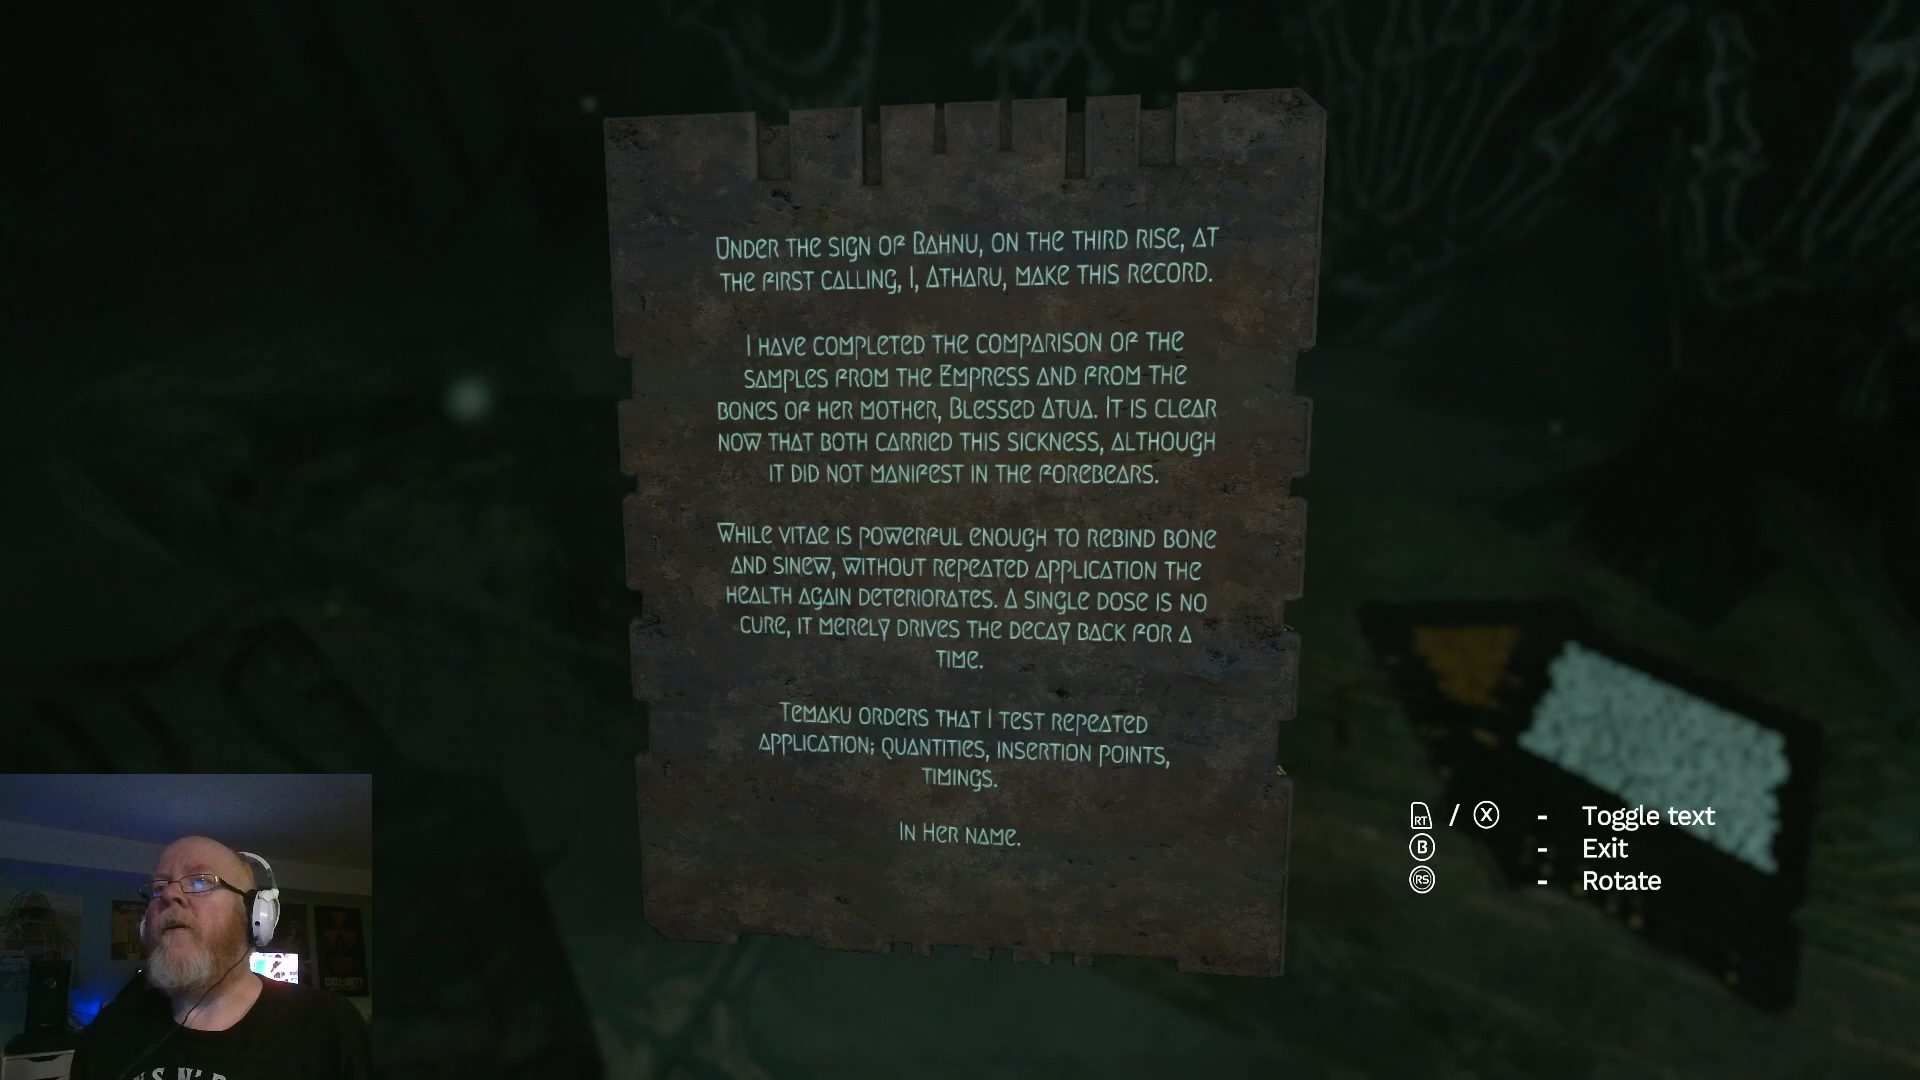 Under the sign of Bahnu, on the third rise, at
the first calling, I, Atharu, make this record.
I have completed the comparison of the
samples from the Empress and from the
bones of her mother, Blessed Atua. It is clear
now that both carried this sickness, although
it did not manifest in the forebears.
While vitae is powerful enough to rebind bone
and sinew, without repeated application the
health again deteriorates. A single dose is no
cure, it merely drives the decay back for a
time.
Temaku orders that I test repeated
application; quantities, insertion points,
timings.
In Her name.
RT / X - Toggle text
B - Exit
RS - Rotate